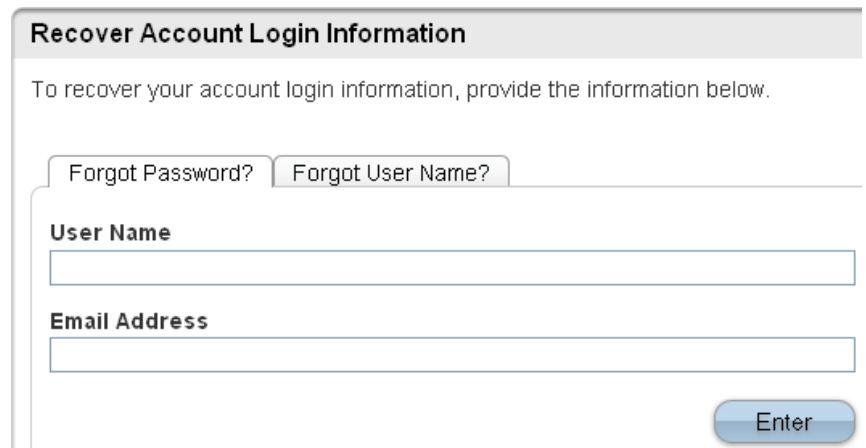 Recover Account Login Information
To recover your account login information, provide the information below.
Forgot Password? Forgot User Name?
User Name
Email Address
Enter